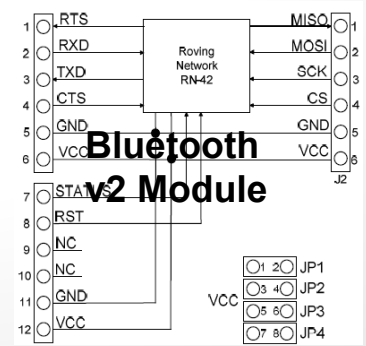 1 RTS
2 RXD
3 TXD
4 CTS
5 GND
6 VCC
Roving
Network
RN-42
MISO 1
MOSI 2
SCK 3
CS 4
GND 5
VCC 6
J2
Bluetooth
v2 Module
7 STATUS
8 RST
9 NC
10 NC
11 GND
12 VCC
VCC
1 2 JP1
3 4 JP2
5 6 JP3
7 8 JP4